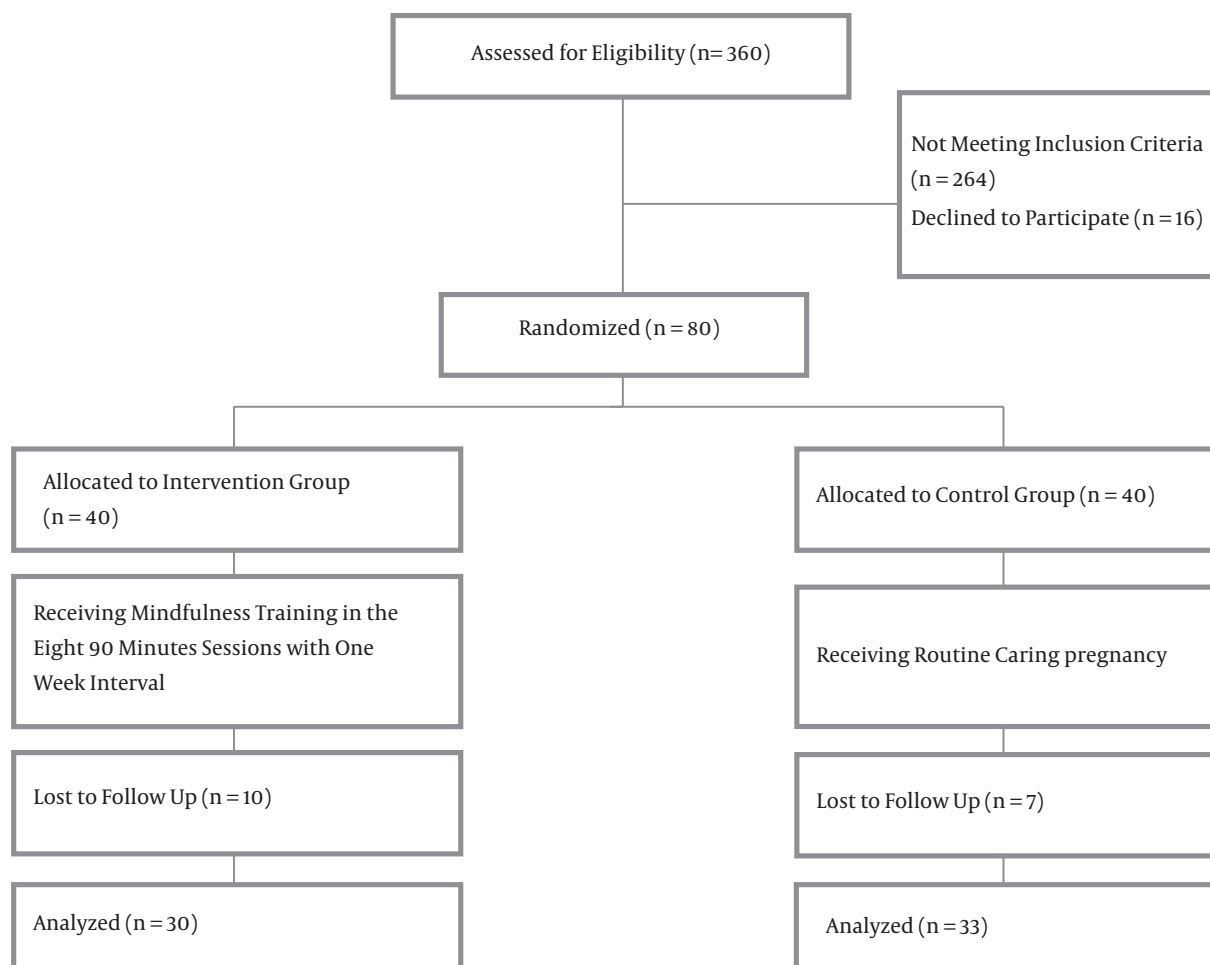 Assessed for Eligibility (n= 360)
Not Meeting Inclusion Criteria
(n = 264)
Declined to Participate (n = 16)
Randomized (n = 80)
Allocated to Intervention Group
(n = 40)
Allocated to Control Group (n = 40)
Receiving Mindfulness Training in the
Eight 90 Minutes Sessions with One
Week Interval
Receiving Routine Caring pregnancy
Lost to Follow Up (n = 10)
Lost to Follow Up (n = 7)
Analyzed (n = 30)
Analyzed (n = 33)